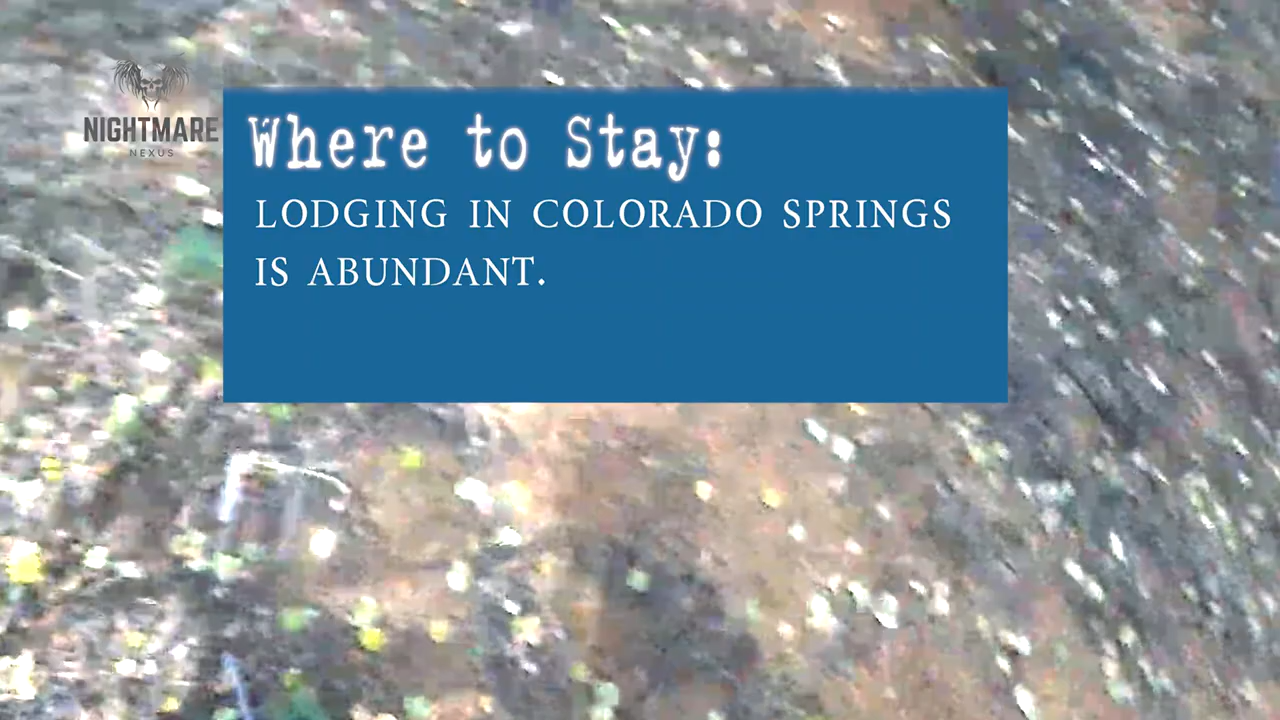 NIGHTMARE
NEXUS
Where to Stay:
LODGING IN COLORADO SPRINGS
IS ABUNDANT.